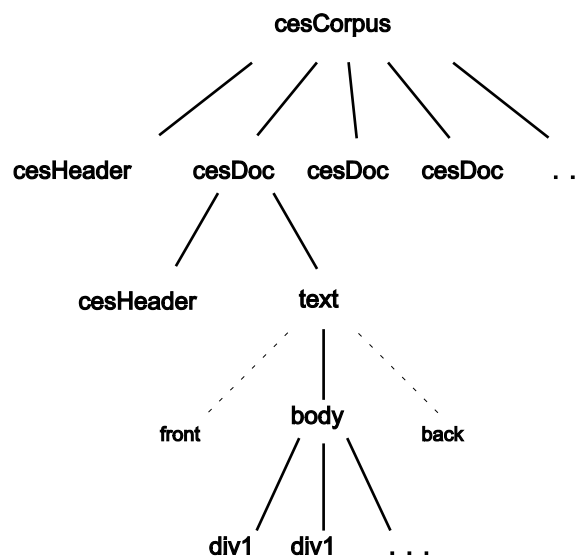 cesCorpus
cesHeader cesDoc cesDoc cesDoc . .
cesHeader text
front body back
div1 div1 . . .